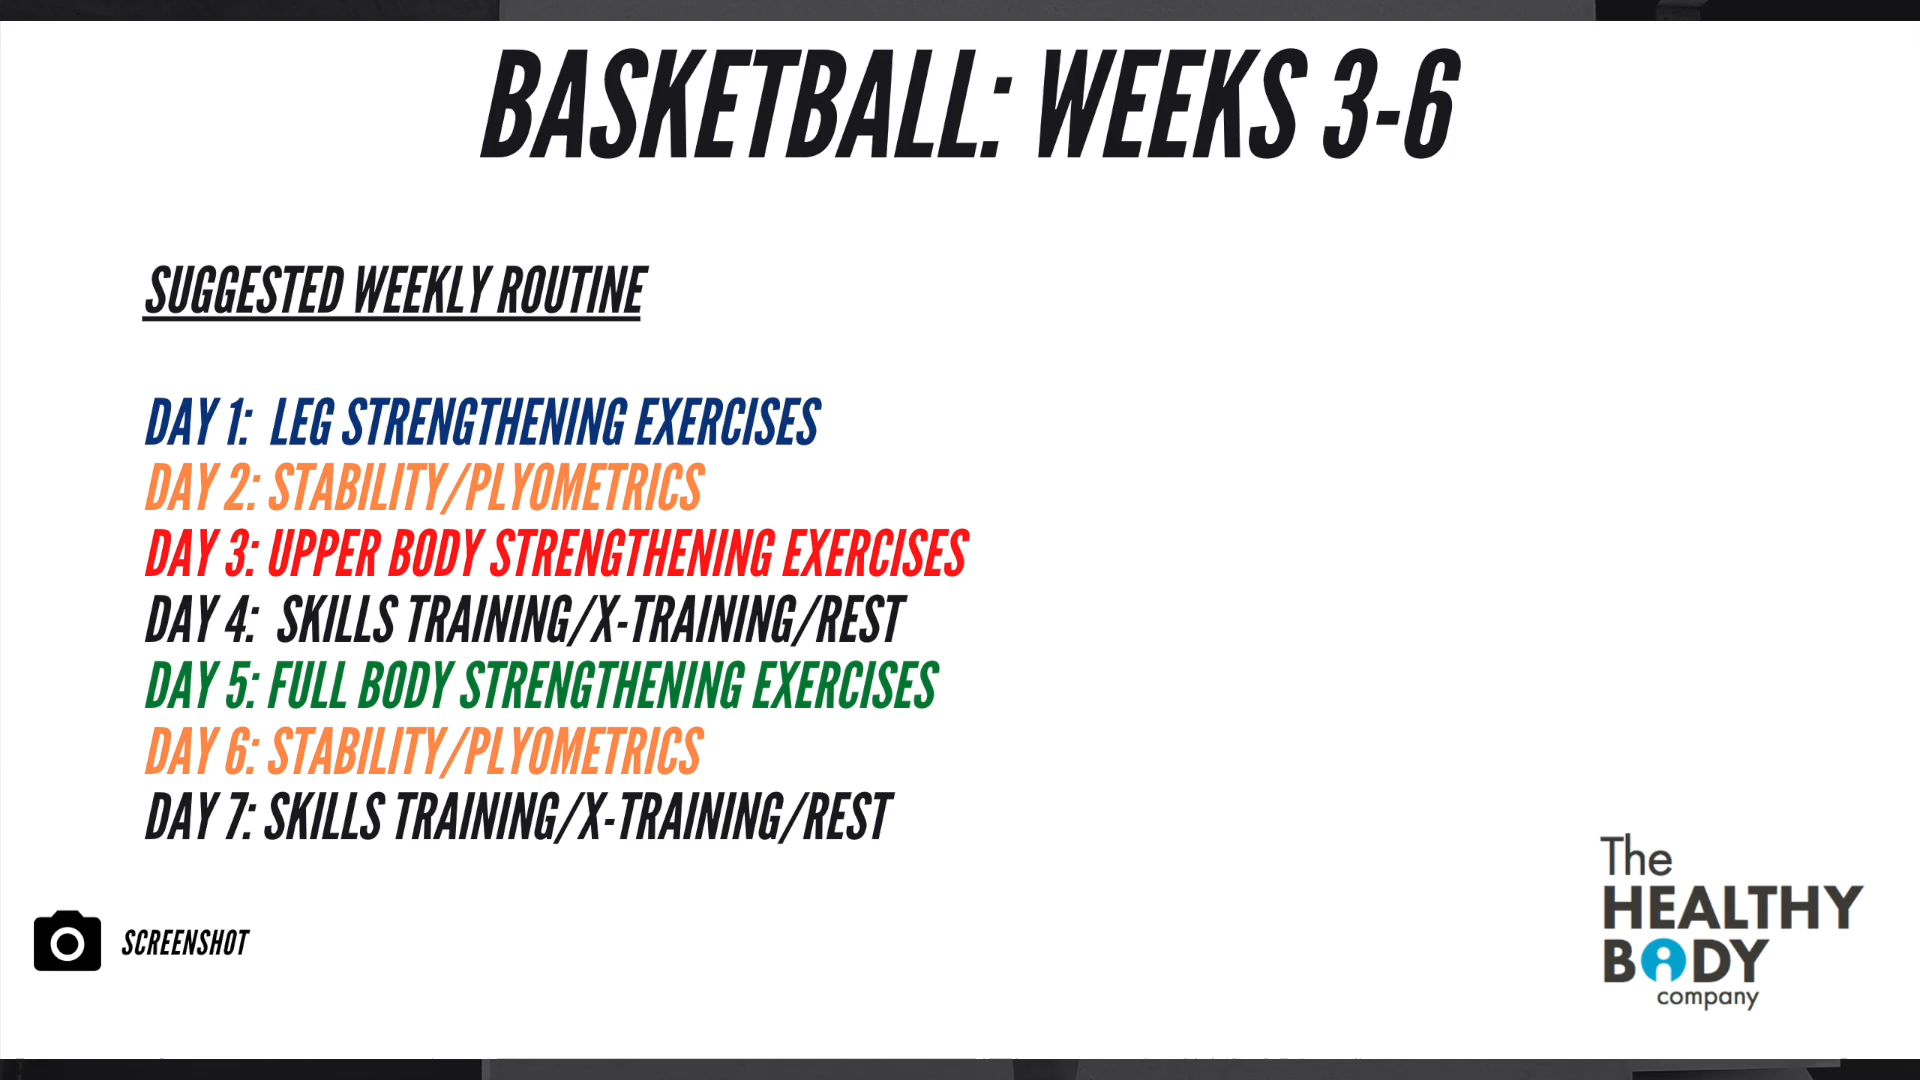 BASKETBALL: WEEKS 3-6
SUGGESTED WEEKLY ROUTINE
DAY 1: LEG STRENGTHENING EXERCISES
DAY 2: STABILITY/PLYOMETRICS
DAY 3: UPPER BODY STRENGTHENING EXERCISES
DAY 4: SKILLS TRAINING/X-TRAINING/REST
DAY 5: FULL BODY STRENGTHENING EXERCISES
DAY 6: STABILITY/PLYOMETRICS
DAY 7: SKILLS TRAINING/X-TRAINING/REST
SCREENSHOT
The
HEALTHY
BODY
company